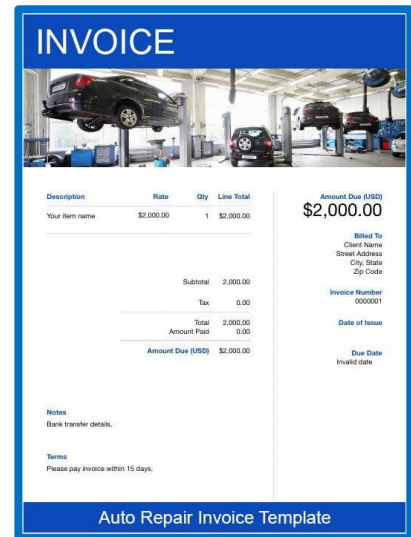 INVOICE
Description Rate Qty Line Total
Your item name $2,000.00 1 $2,000.00
Subtotal 2,000.00
Tax 0.00
Total 2,000.00
Amount Paid 0.00
Amount Due (USD) $2,000.00
Notes
Bank transfer details.
Terms
Please pay invoice within 15 days.
Amount Due (USD)
$2,000.00
Billed To
Client Name
Street Address
City, State
Zip Code
Invoice Number
0000001
Date of Issue
Due Date
Invalid date
Auto Repair Invoice Template